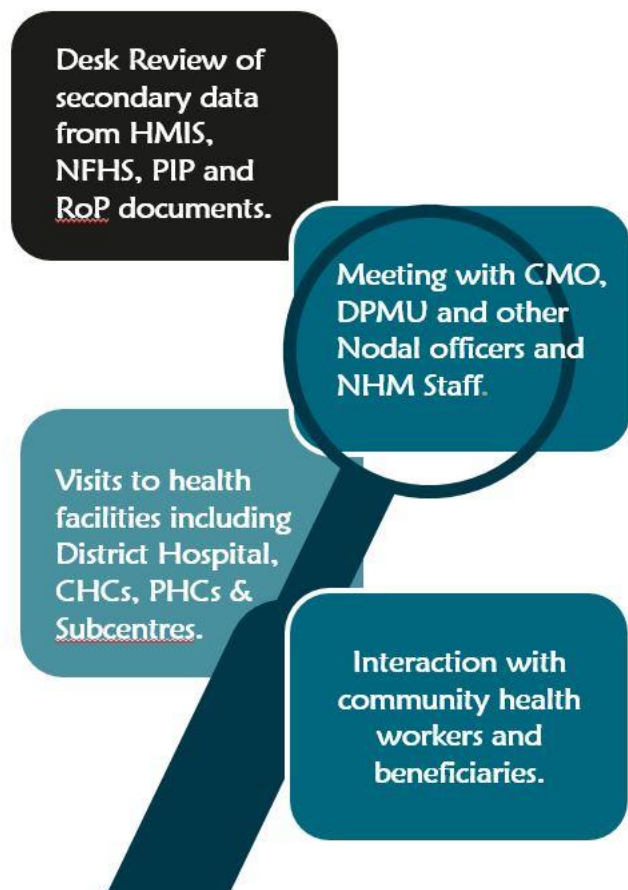 Desk Review of
secondary data
from HMIS,
NFHS, PIP and
RoP documents.
Meeting with CMO,
DPMU and other
Nodal officers and
NHM Staff.
Visits to health
facilities including
District Hospital,
CHCs, PHCs &
Subcentres.
Interaction with
community health
workers and
beneficiaries.